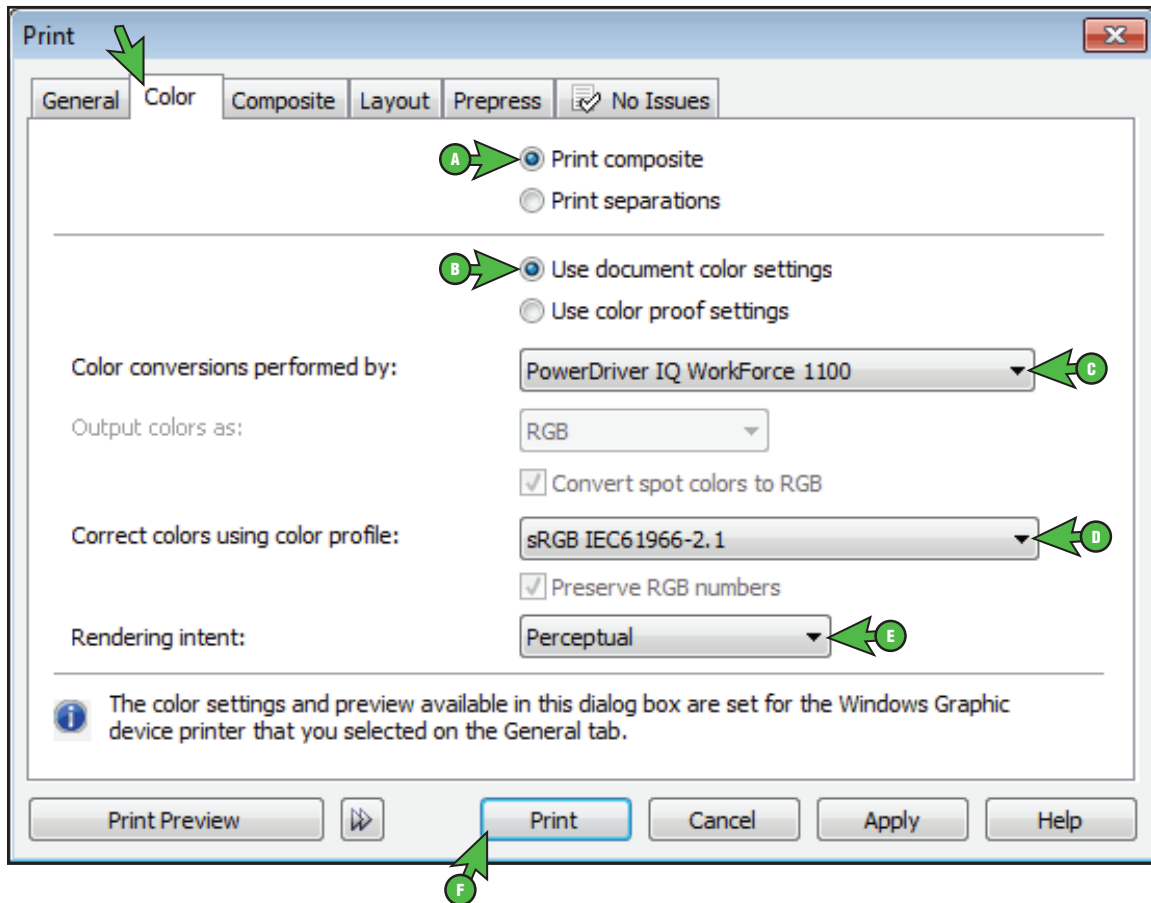 Print
General Color Composite Layout Prepress No Issues
A Print composite
Print separations
B Use document color settings
Use color proof settings
Color conversions performed by: PowerDriver IQ WorkForce 1100 C
Output colors as: RGB
Convert spot colors to RGB
Correct colors using color profile: sRGB IEC61966-2.1 D
Preserve RGB numbers
Rendering intent: Perceptual E
The color settings and preview available in this dialog box are set for the Windows Graphic
device printer that you selected on the General tab.
Print Preview Print Cancel Apply Help
F